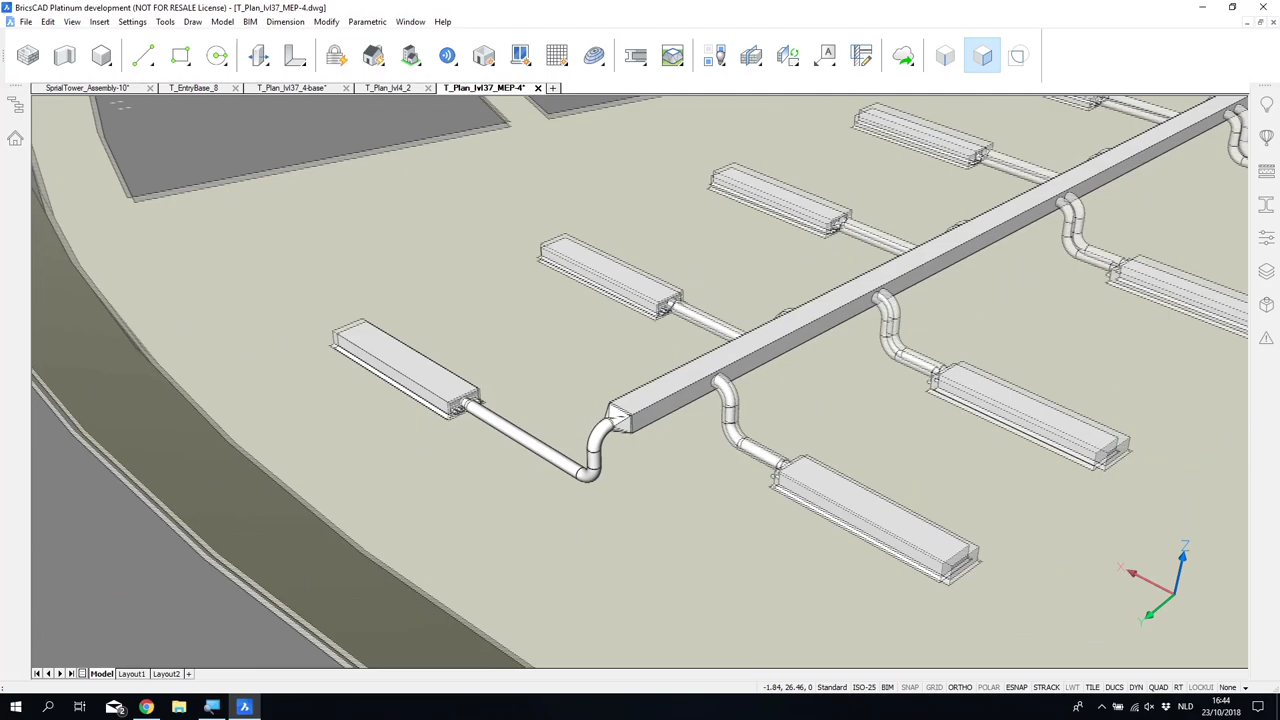 BricsCAD Platinum development (NOT FOR RESALE License) - [T_Plan_lvl37_MEP-4.dwg]
File Edit View Insert Settings Tools Draw Model BIM Dimension Modify Parametric Window Help
SprialTower_Assembly-10* T_EntryBase_8 T_Plan_lvl37_4-base* T_Plan_lvl4_2 T_Plan_lvl37_MEP-4*
A
Z
X
Y
Model Layout1 Layout2
: -1.84, 26.46, 0 Standard ISO-25 BIM SNAP GRID ORTHO POLAR ESNAP STRACK LWT TILE DUCS DYN QUAD RT LOCKUI None
2 NLD 16:44
23/10/2018